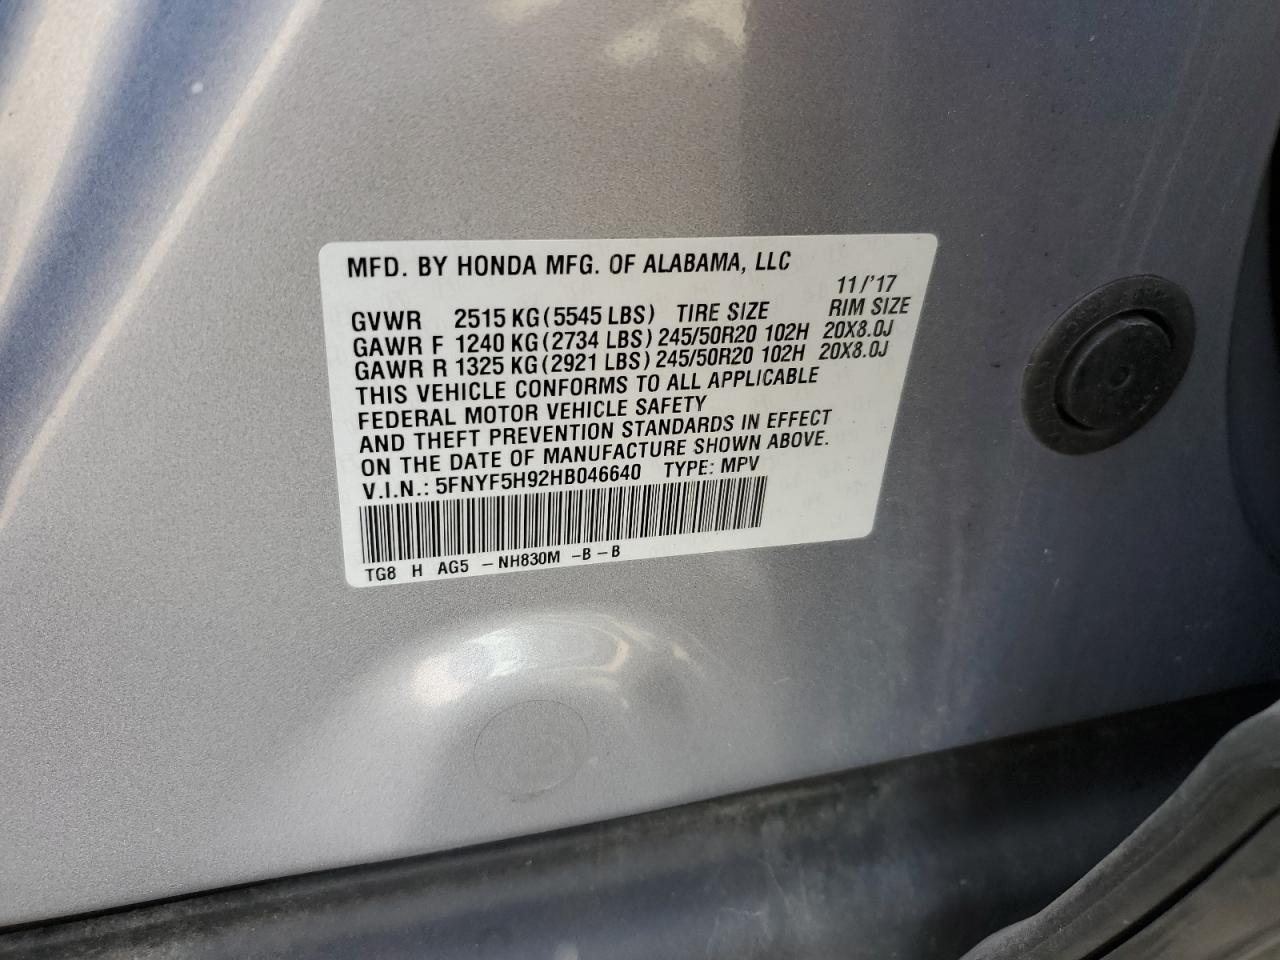 MFD. BY HONDA MFG. OF ALABAMA, LLC
11/'17
GVWR 2515 KG (5545 LBS) TIRE SIZE RIM SIZE
GAWR F 1240 KG (2734 LBS) 245/50R20 102H 20X8.0J
GAWR R 1325 KG (2921 LBS) 245/50R20 102H 20X8.0J
THIS VEHICLE CONFORMS TO ALL APPLICABLE
FEDERAL MOTOR VEHICLE SAFETY
AND THEFT PREVENTION STANDARDS IN EFFECT
ON THE DATE OF MANUFACTURE SHOWN ABOVE.
V.I.N.: 5FNYF5H92HB046640 TYPE: MPV
TG8 H AG5 - NH830M -B - B